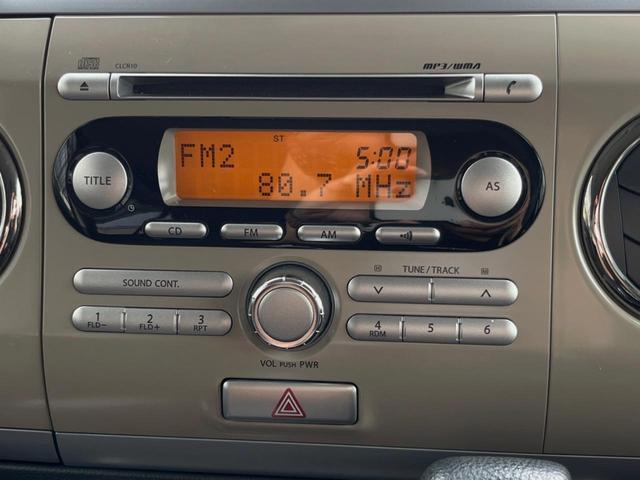 CLCR10 MP3/WMA
ST
FM2 5:00
80.7 MHz
TITLE
AS
CD FM AM
SOUND CONT.
TUNE/TRACK
1 2 3
FLD- FLD+ RPT
4 5 6
RDM
VOL PUSH PWR